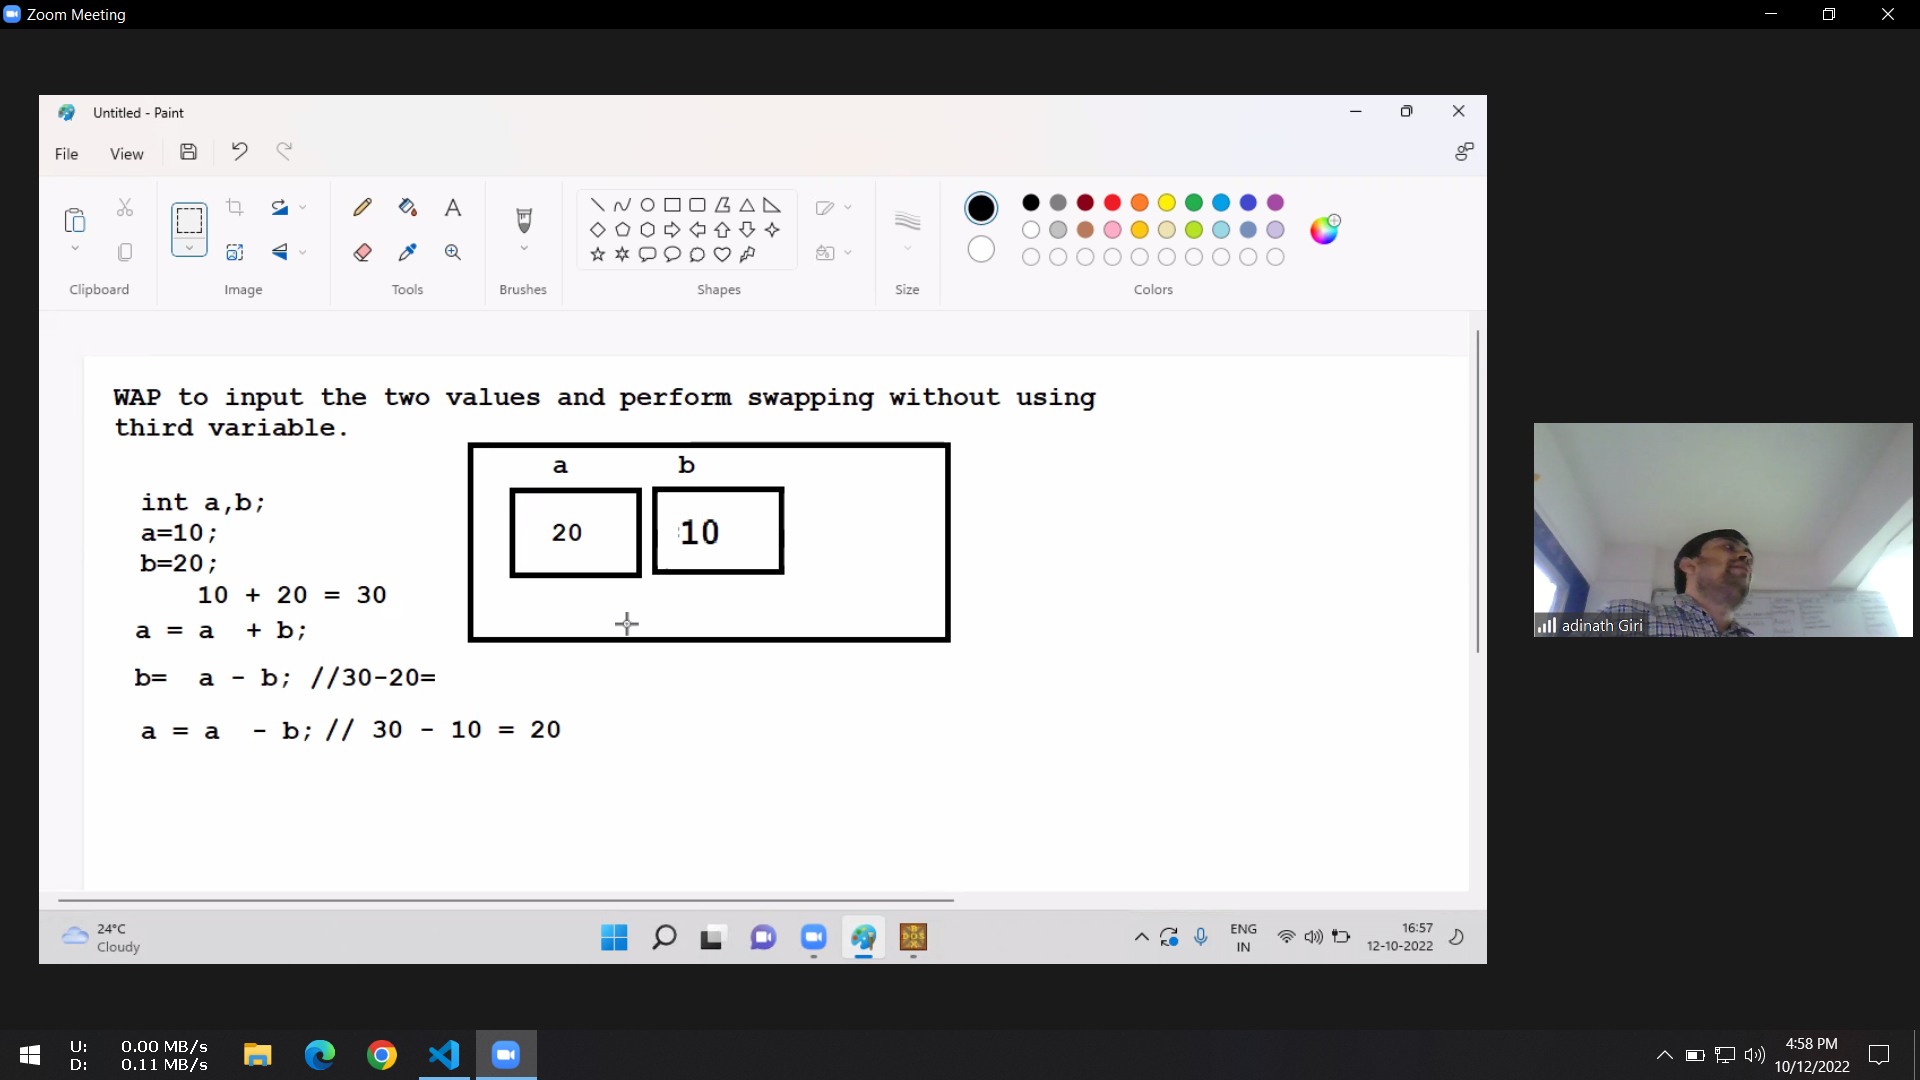 Zoom Meeting
Untitled - Paint
File View
Clipboard Image Tools Brushes Shapes Size Colors
WAP to input the two values and perform swapping without using
third variable.
a b
20 10
int a,b;
a=10;
b=20;
10 + 20 = 30
a = a + b;
b= a - b; //30-20=
a = a - b; // 30 - 10 = 20
adinath Giri
24°C
Cloudy
DOS
ENG
IN
16:57
12-10-2022
U: 0.00 MB/s
D: 0.11 MB/s
4:58 PM
10/12/2022